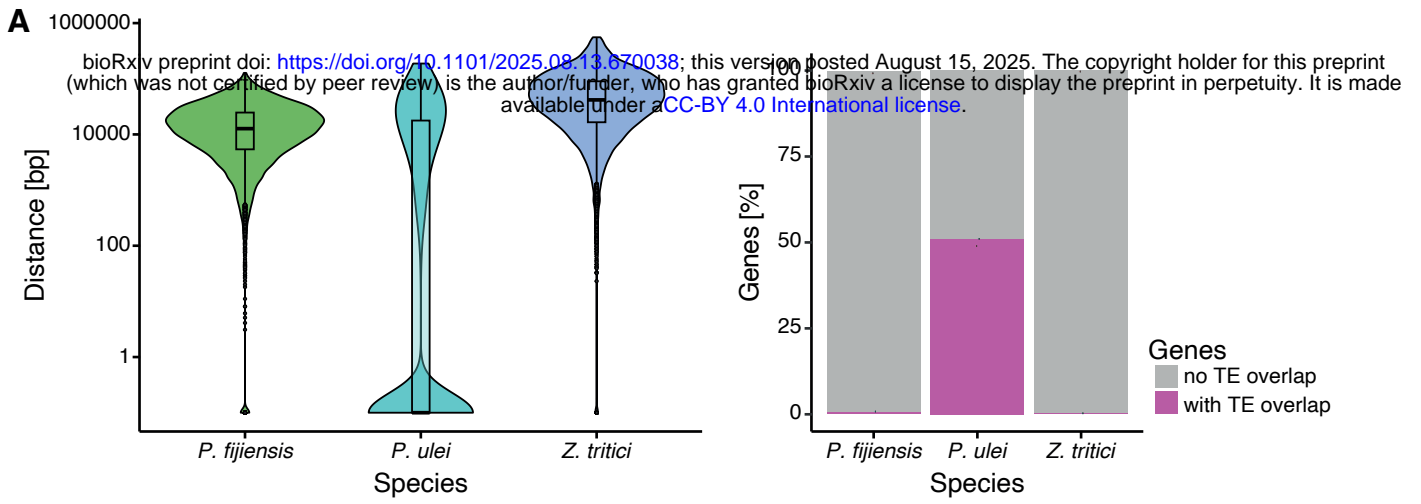 A
bioRxiv preprint doi: https://doi.org/10.1101/2025.08.13.670038; this version posted August 15, 2025. The copyright holder for this preprint
(which was not certified by peer review) is the author/funder, who has granted bioRxiv a license to display the preprint in perpetuity. It is made
available under aCC-BY 4.0 International license.
Distance [bp]
1000000
10000
100
1
P. fijiensis
P. ulei
Z. tritici
Species
Genes [%]
100
75
50
25
0
P. fijiensis
P. ulei
Z. tritici
Species
Genes
no TE overlap
with TE overlap